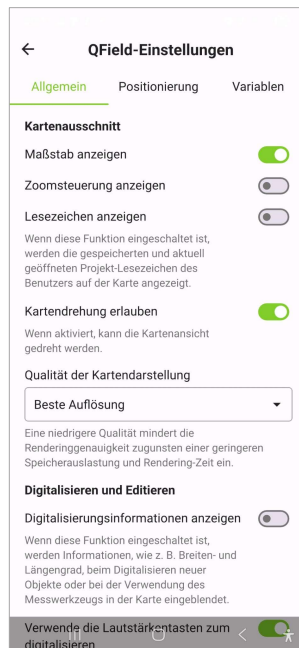 QField-Einstellungen
Allgemein Positionierung Variablen
Kartenausschnitt
Maßstab anzeigen
Zoomsteuerung anzeigen
Lesezeichen anzeigen
Wenn diese Funktion eingeschaltet ist,
werden die gespeicherten und aktuell
geöffneten Projekt-Lesezeichen des
Benutzers auf der Karte angezeigt.
Kartendrehung erlauben
Wenn aktiviert, kann die Kartenansicht
gedreht werden.
Qualität der Kartendarstellung
Beste Auflösung
Eine niedrigere Qualität mindert die
Renderinggenauigkeit zugunsten einer geringeren
Speicherauslastung und Rendering-Zeit ein.
Digitalisieren und Editieren
Digitalisierungsinformationen anzeigen
Wenn diese Funktion eingeschaltet ist,
werden Informationen, wie z. B. Breiten- und
Längengrad, beim Digitalisieren neuer
Objekte oder bei der Verwendung des
Messwerkzeugs in der Karte eingeblendet.
Verwende die Lautstärkentasten zum
digitalisieren